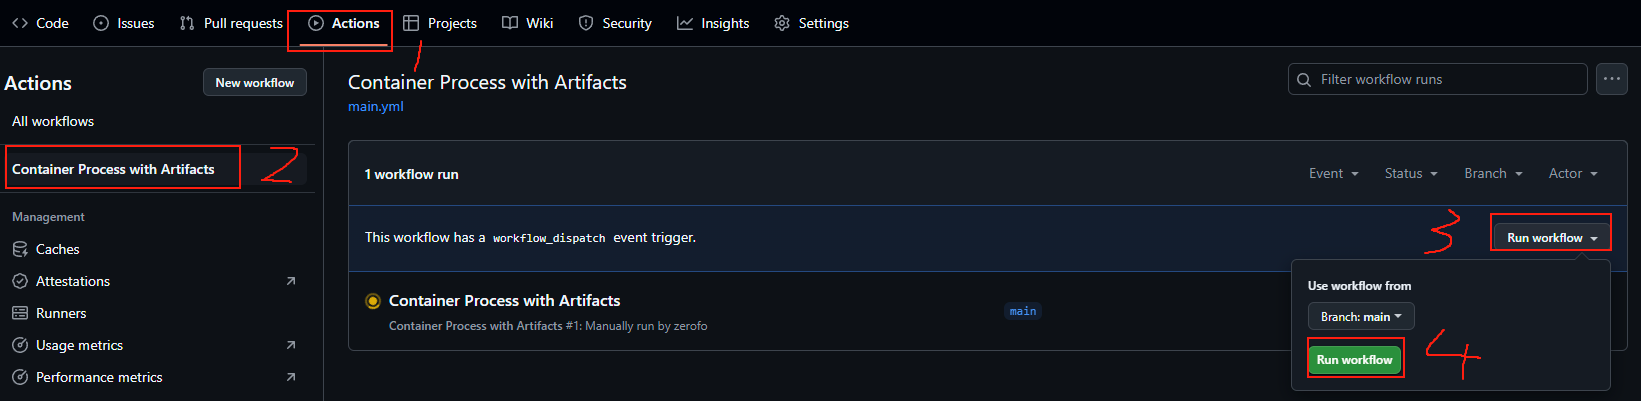 Code Issues Pull requests Actions Projects Wiki Security Insights Settings
1
Actions New workflow
All workflows
Container Process with Artifacts 2
Management
Caches
Attestations
Runners
Usage metrics
Performance metrics
Container Process with Artifacts
main.yml
Filter workflow runs
1 workflow run
Event Status Branch Actor
This workflow has a workflow_dispatch event trigger.
3 Run workflow
Container Process with Artifacts
Container Process with Artifacts #1: Manually run by zerofo
main
Use workflow from
Branch: main
Run workflow 4